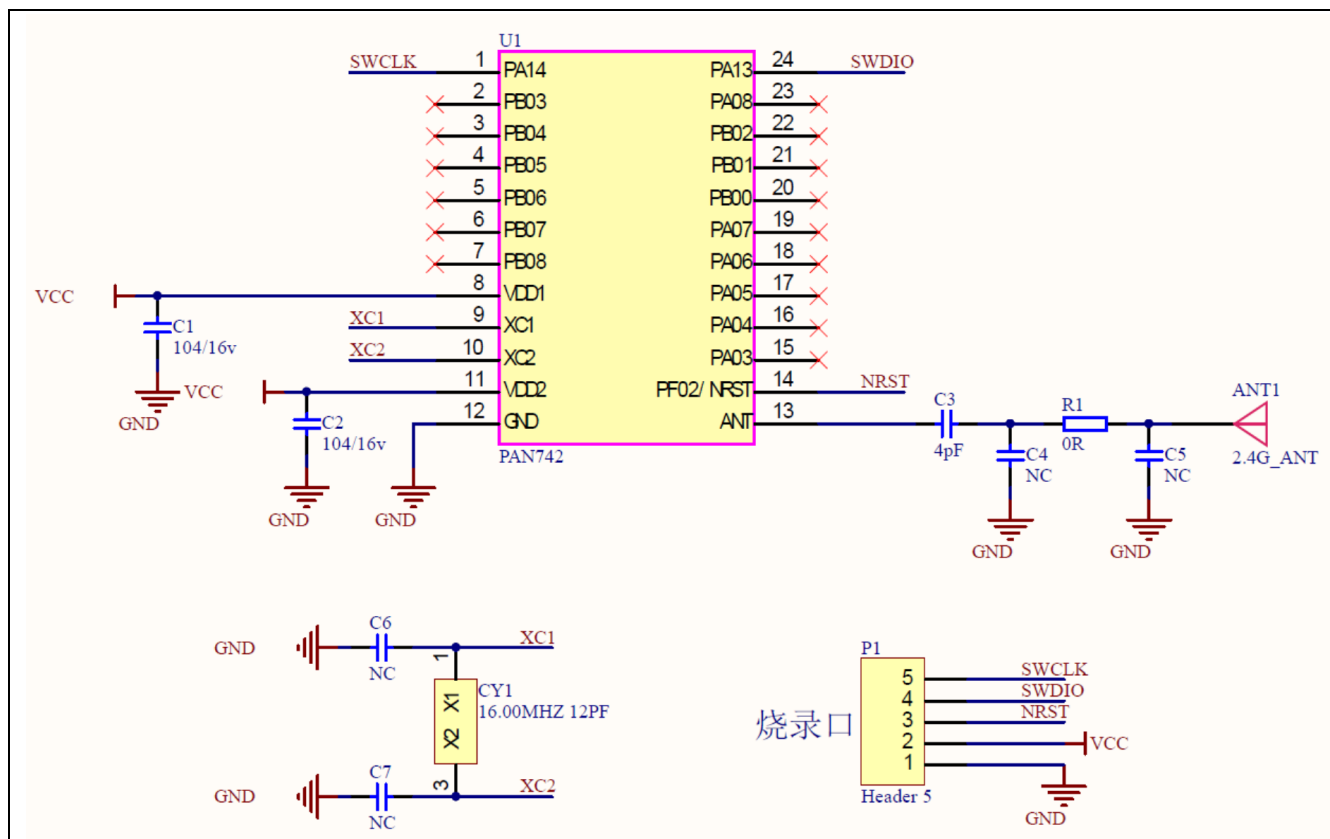 U1
SWCLK 1 PA14 PA13 24 SWDIO
2 PB03 PA08 23
3 PB04 PB02 22
4 PB05 PB01 21
5 PB06 PB00 20
6 PB07 PA07 19
7 PB08 PA06 18
VCC 8 VDD1 PA05 17
XC1 9 XC1 PA04 16
C1
104/16v
XC2 10 XC2 PA03 15
VCC 11 VDD2 PF02/ NRST 14 NRST
GND
12 GND ANT 13
C2
104/16v
PAN742
C3
4pF
R1
0R
ANT1
2.4G_ANT
C4
NC
C5
NC
GND
GND
GND
GND
C6
GND XC1
NC
1
CY1
X1
16.00MHZ 12PF
X2
3
C7
GND XC2
NC
P1
5 SWCLK
4 SWDIO
3 NRST
烧录口
2 VCC
1
Header 5
GND